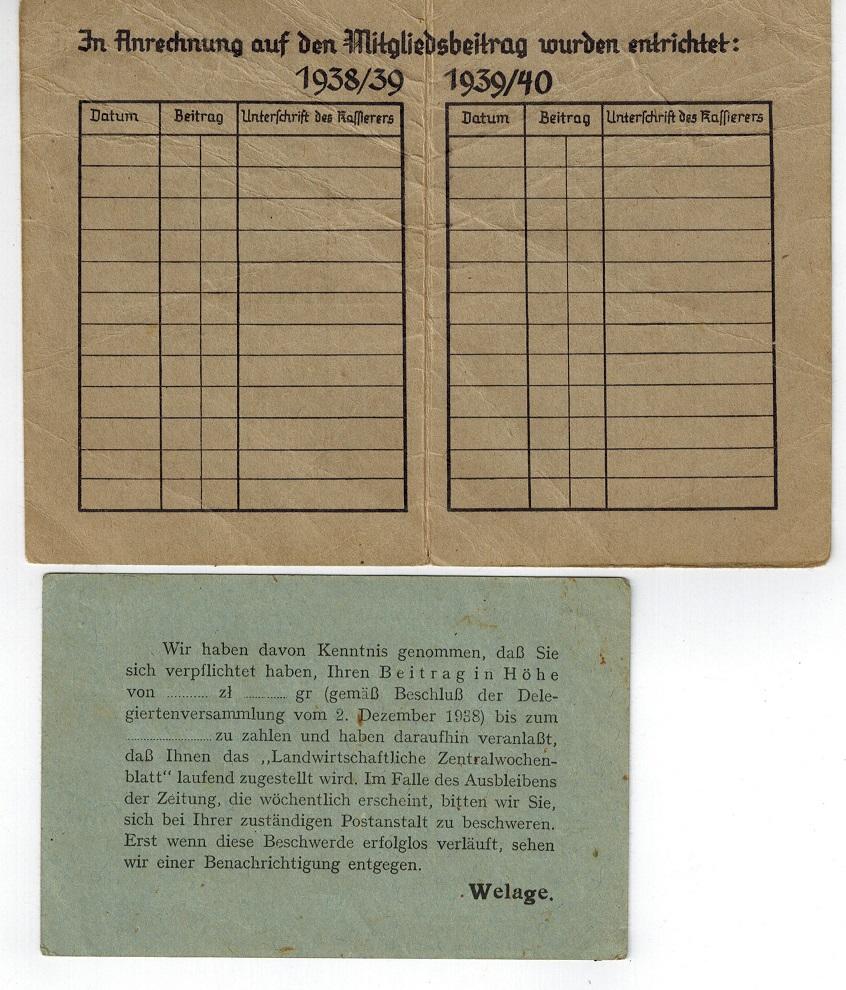 In Anrechnung auf den Mitgliedsbeitrag wurden entrichtet:
1938/39 1939/40
Datum Beitrag Unterschrift des Kassierers Datum Beitrag Unterschrift des Kassierers
Wir haben davon Kenntnis genommen, daß Sie
sich verpflichtet haben, Ihren Beitrag in Höhe
von ........... zł ............ gr (gemäß Beschluß der Dele-
giertenversammlung vom 2. Dezember 1938) bis zum
........................ zu zahlen und haben daraufhin veranlaßt,
daß Ihnen das „Landwirtschaftliche Zentralwochen-
blatt“ laufend zugestellt wird. Im Falle des Ausbleibens
der Zeitung, die wöchentlich erscheint, bitten wir Sie,
sich bei Ihrer zuständigen Postanstalt zu beschweren.
Erst wenn diese Beschwerde erfolglos verläuft, sehen
wir einer Benachrichtigung entgegen.
Welage.